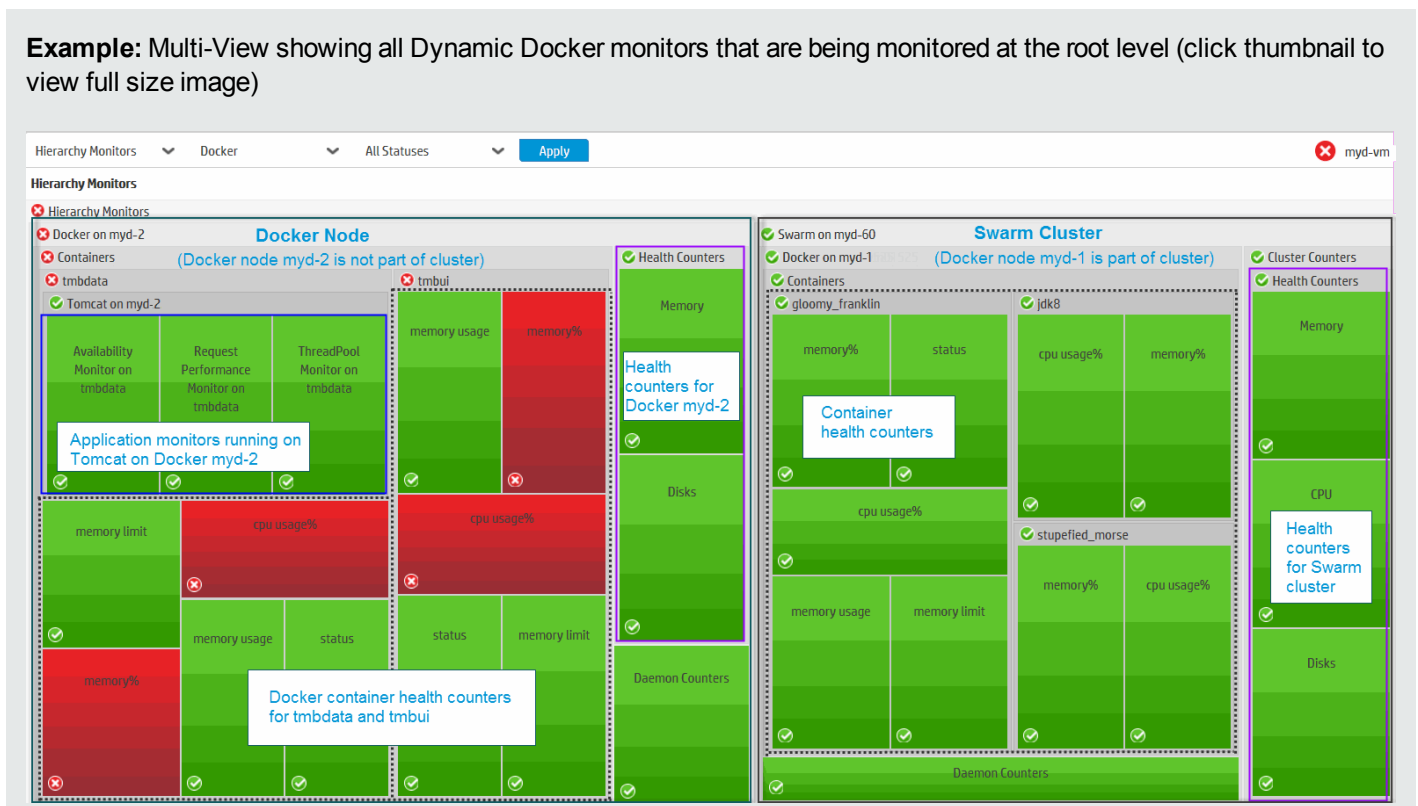 Example: Multi-View showing all Dynamic Docker monitors that are being monitored at the root level (click thumbnail to
view full size image)
Hierarchy Monitors
Docker
All Statuses
Apply
myd-vm
Hierarchy Monitors
Hierarchy Monitors
Docker on myd-2
Docker Node
Containers
(Docker node myd-2 is not part of cluster)
Health Counters
tmbdata
tmbui
Tomcat on myd-2
Availability
Monitor on
tmbdata
Request
Performance
Monitor on
tmbdata
ThreadPool
Monitor on
tmbdata
Application monitors running on
Tomcat on Docker myd-2
memory usage
memory%
cpu usage%
status
memory limit
memory limit
cpu usage%
memory%
memory usage
status
Docker container health counters
for tmbdata and tmbui
Memory
Health
counters for
Docker myd-2
Disks
Daemon Counters
Swarm on myd-60
Swarm Cluster
Docker on myd-1
(Docker node myd-1 is part of cluster)
Cluster Counters
Containers
Health Counters
gloomy_franklin
jdk8
memory%
status
Container
health counters
cpu usage%
memory usage
memory limit
cpu usage%
memory%
stupefied_morse
memory%
cpu usage%
Daemon Counters
Memory
CPU
Health
counters
for Swarm
cluster
Disks